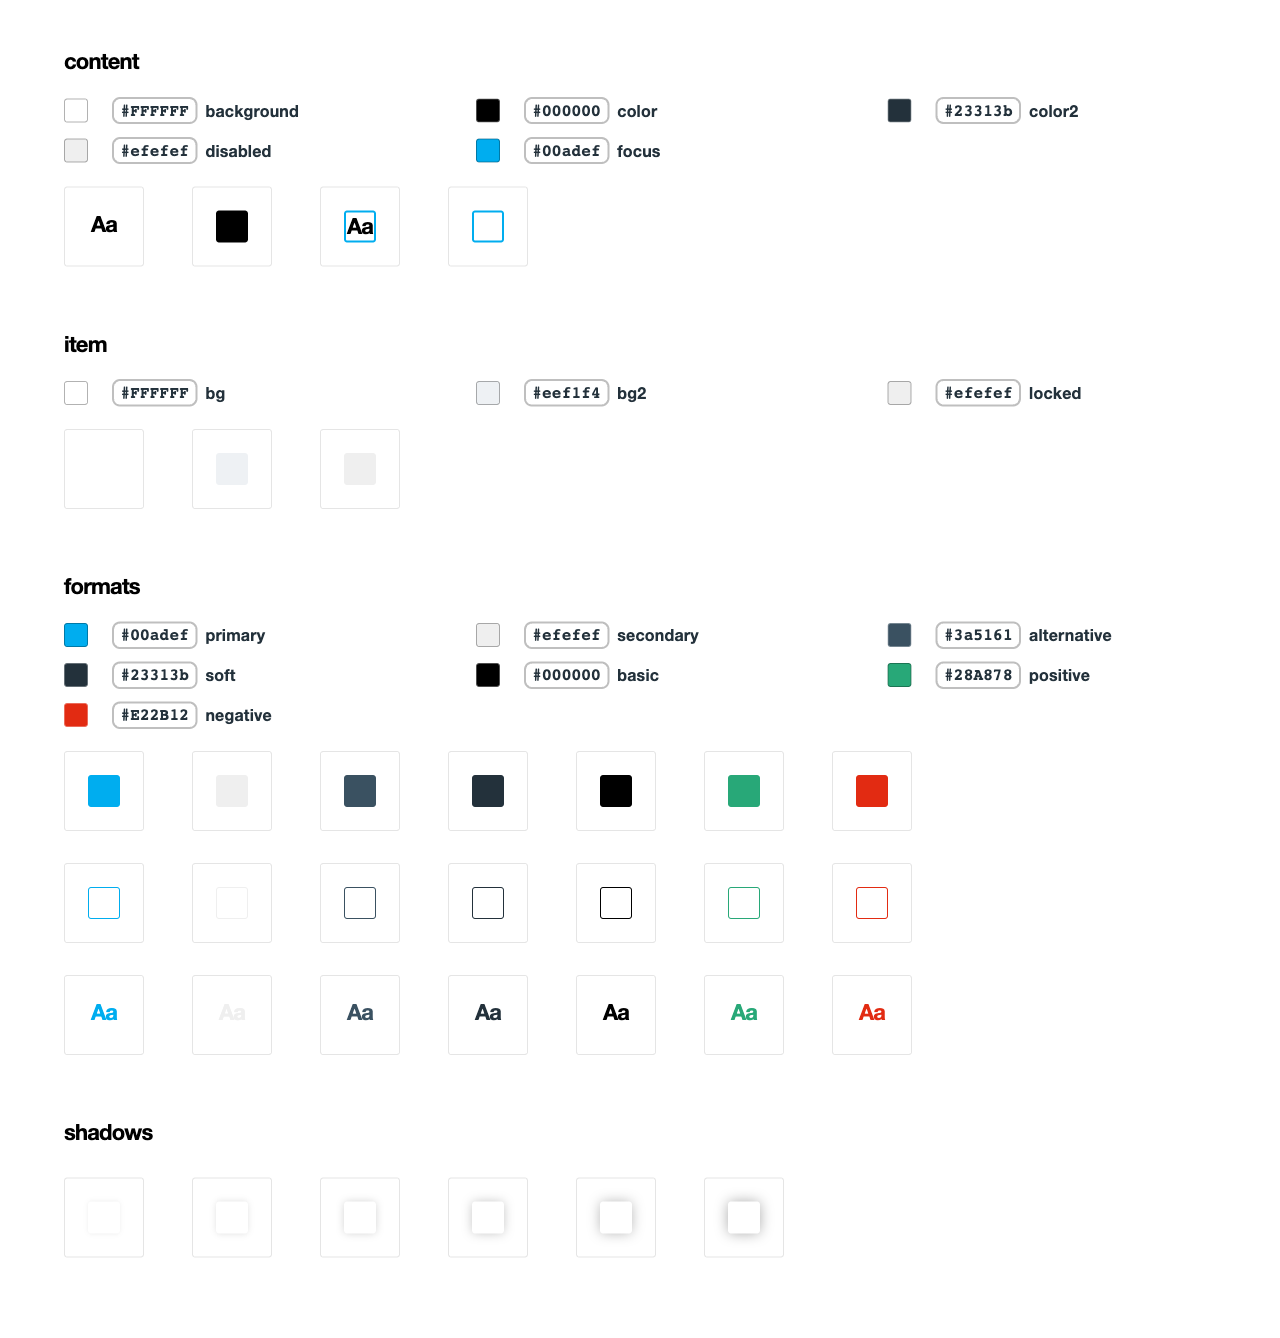 content
#FFFFFF background #000000 color #23313b color2
#efefef disabled #00adef focus
Aa Aa
item
#FFFFFF bg #eef1f4 bg2 #efefef locked
formats
#00adef primary #efefef secondary #3a5161 alternative
#23313b soft #000000 basic #28A878 positive
#E22B12 negative
Aa Aa Aa Aa Aa Aa Aa
shadows